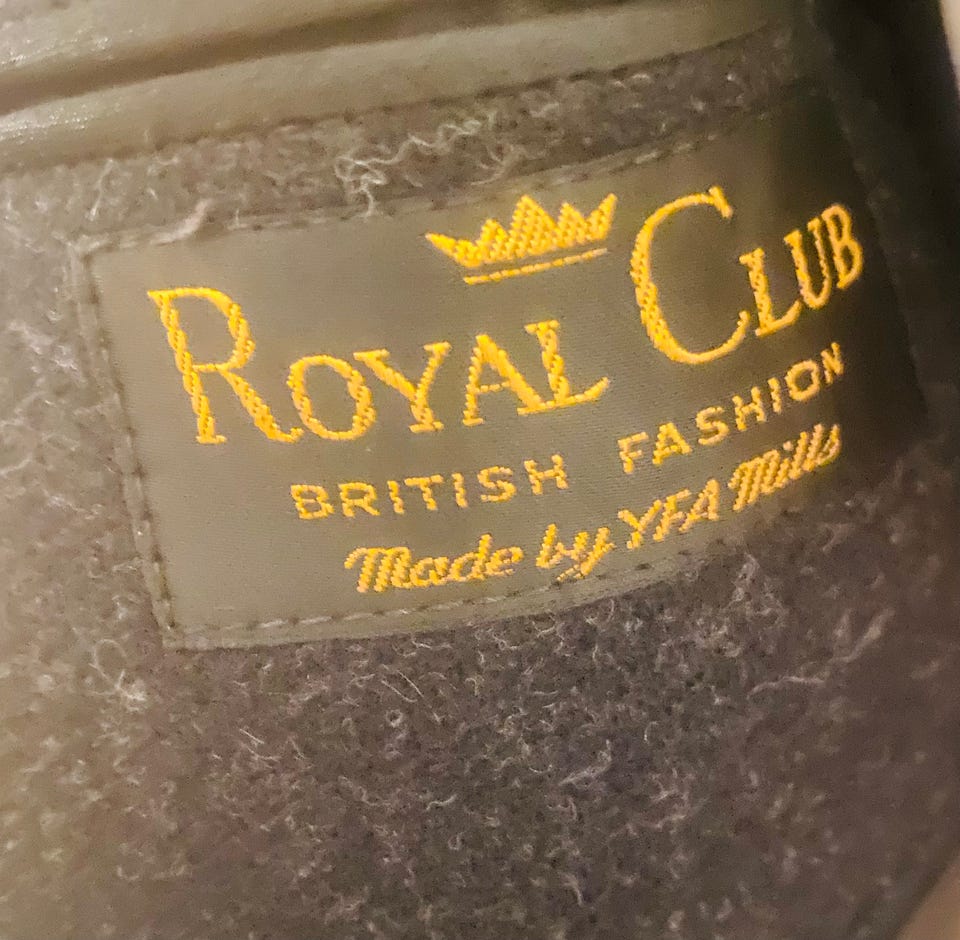 ROYAL CLUB
BRITISH FASHION
Made by YFA Mills